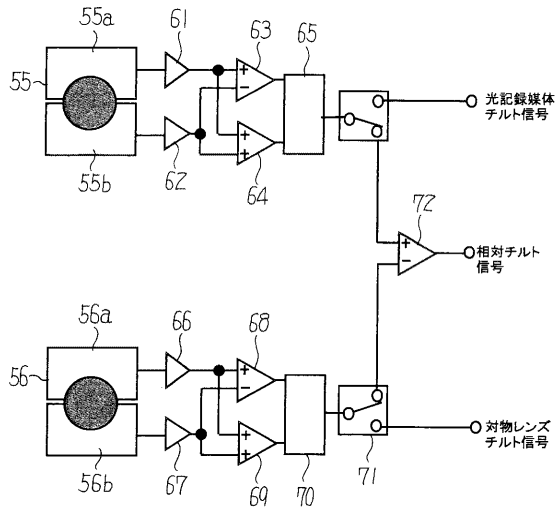 55a
61
63
65
55
+
−
光記録媒体
チルト信号
+
+
55b
62
64
72
+
−
相対チルト
信号
56a
66
68
56
+
−
+
+
対物レンズ
チルト信号
56b
67
69
70
71